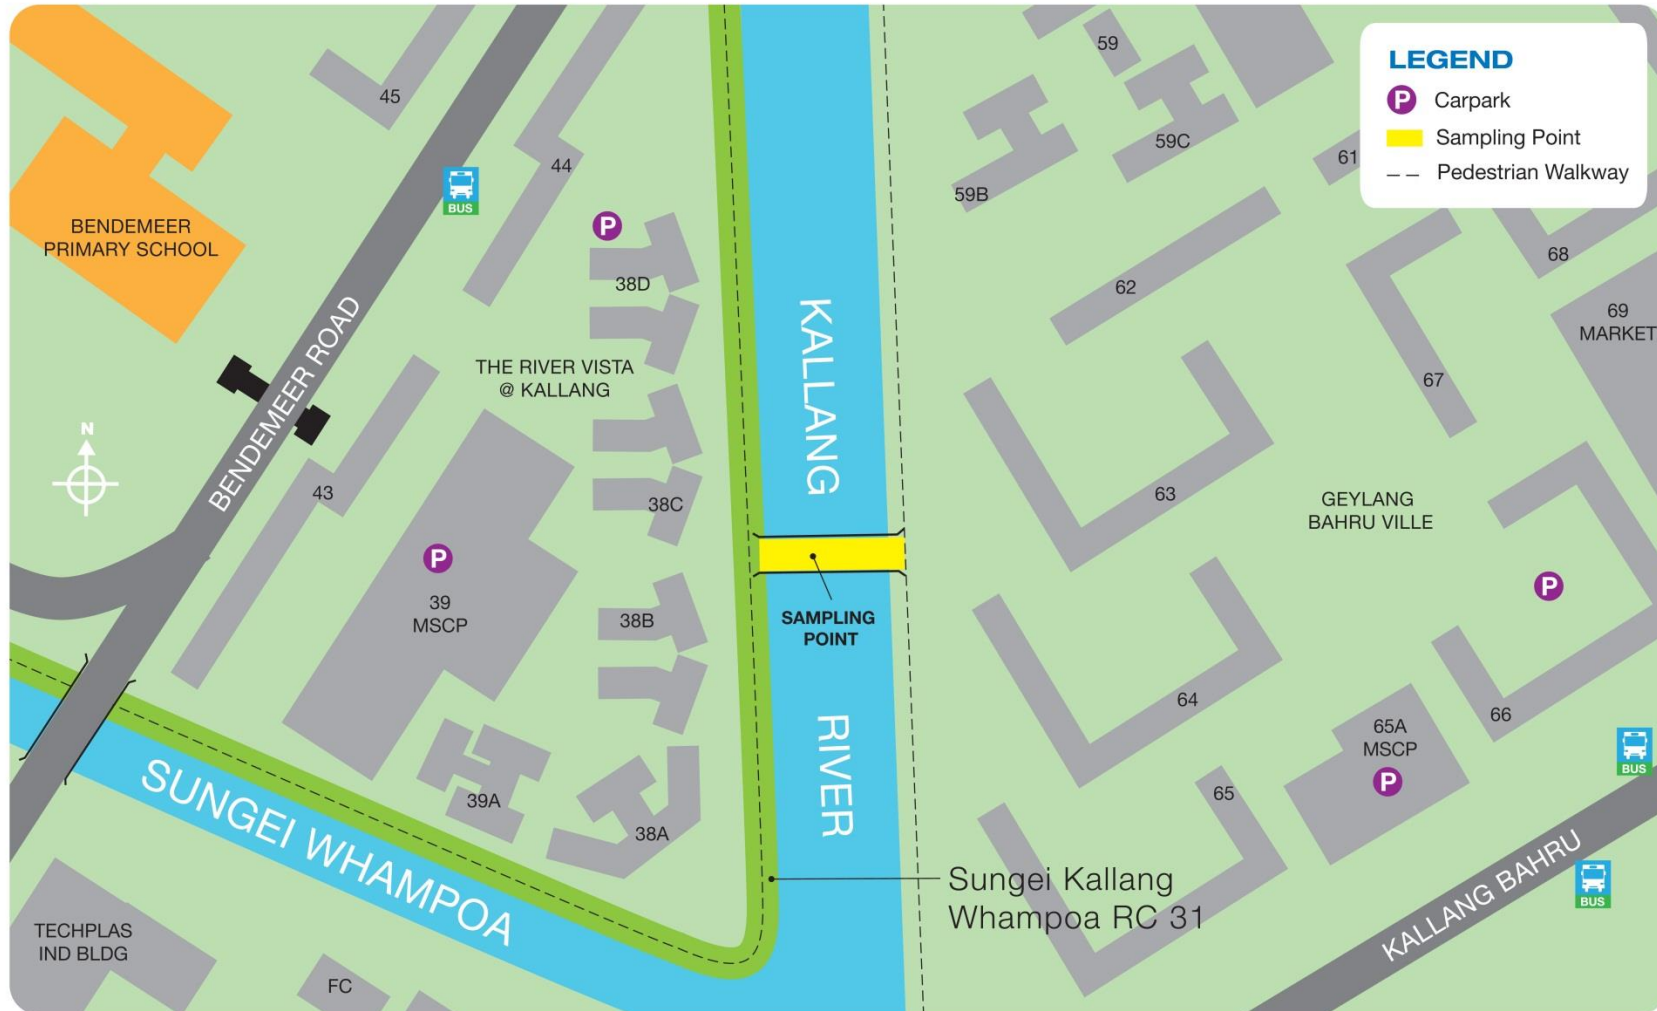 LEGEND
P Carpark
Sampling Point
Pedestrian Walkway
45
44
BUS
BENDEMEER
PRIMARY SCHOOL
BENDEMEER ROAD
N
P
38D
THE RIVER VISTA
@ KALLANG
43
38C
P
39
MSCP
38B
39A
38A
KALLANG
RIVER
SAMPLING
POINT
SUNGEI WHAMPOA
Sungei Kallang
Whampoa RC 31
TECHPLAS
IND BLDG
FC
59
59C
59B
61
62
68
69
MARKET
67
63
GEYLANG
BAHRU VILLE
P
64
66
65A
MSCP
P
65
BUS
KALLANG BAHRU
BUS